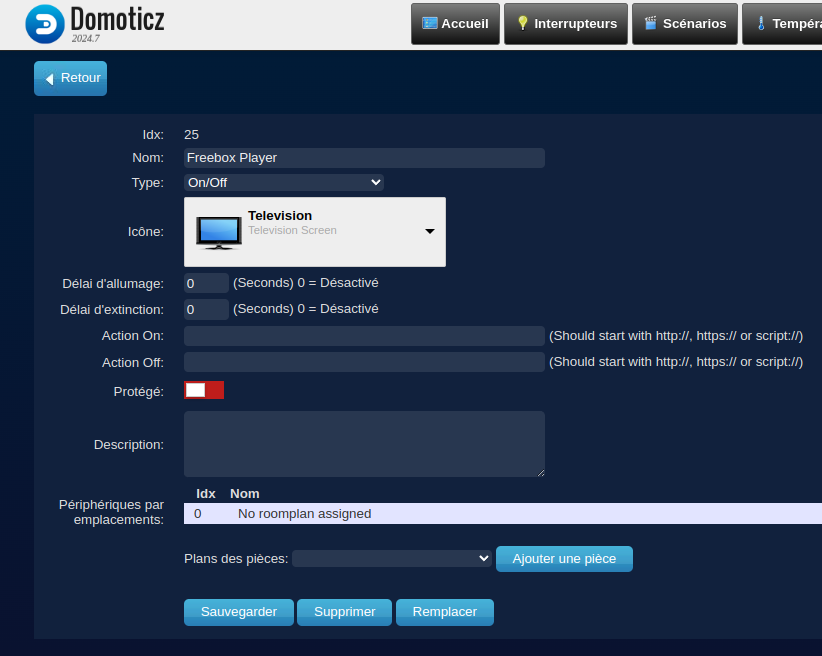 Domoticz
2024.7
Accueil
Interrupteurs
Scénarios
Retour
Idx: 25
Nom: Freebox Player
Type: On/Off
Icône: Television
Television Screen
Délai d'allumage: 0 (Seconds) 0 = Désactivé
Délai d'extinction: 0 (Seconds) 0 = Désactivé
Action On: (Should start with http://, https:// or script://)
Action Off: (Should start with http://, https:// or script://)
Protégé:
Description:
Périphériques par
emplacements:
Idx Nom
0 No roomplan assigned
Plans des pièces: Ajouter une pièce
Sauvegarder Supprimer Remplacer